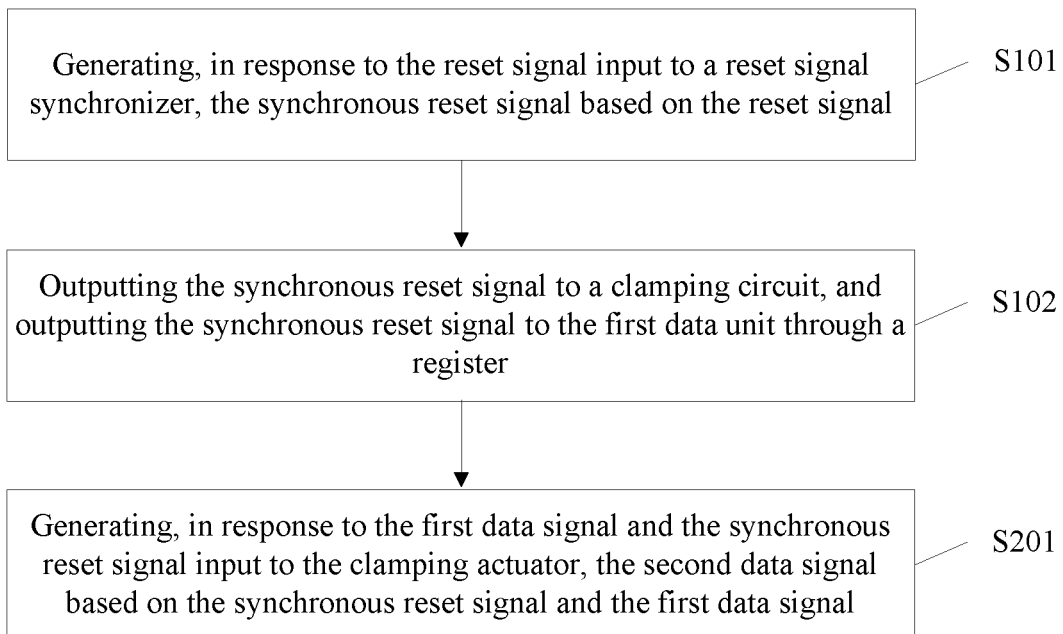 Generating, in response to the reset signal input to a reset signal
synchronizer, the synchronous reset signal based on the reset signal
S101
Outputting the synchronous reset signal to a clamping circuit, and
outputting the synchronous reset signal to the first data unit through a
register
S102
Generating, in response to the first data signal and the synchronous
reset signal input to the clamping actuator, the second data signal
based on the synchronous reset signal and the first data signal
S201